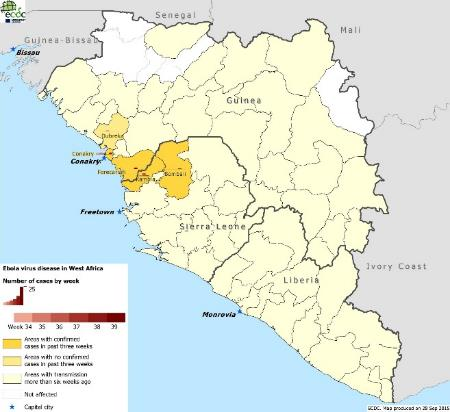 ecdc
Senegal
Mali
Guinea-Bissau
Bissau
Guinea
Dubreka
Conakry
Conakry
Forecariah
Kambia
Bombali
Freetown
Sierra Leone
Ivory Coast
Liberia
Monrovia
Ebola virus disease in West Africa
Number of cases by week
25
Week 34 35 36 37 38 39
Areas with confirmed
cases in past three weeks
Areas with no confirmed
cases in past three weeks
Areas with transmission
more than six weeks ago
Not affected
Capital city
ECDC. Map produced on 28 Sep 2015